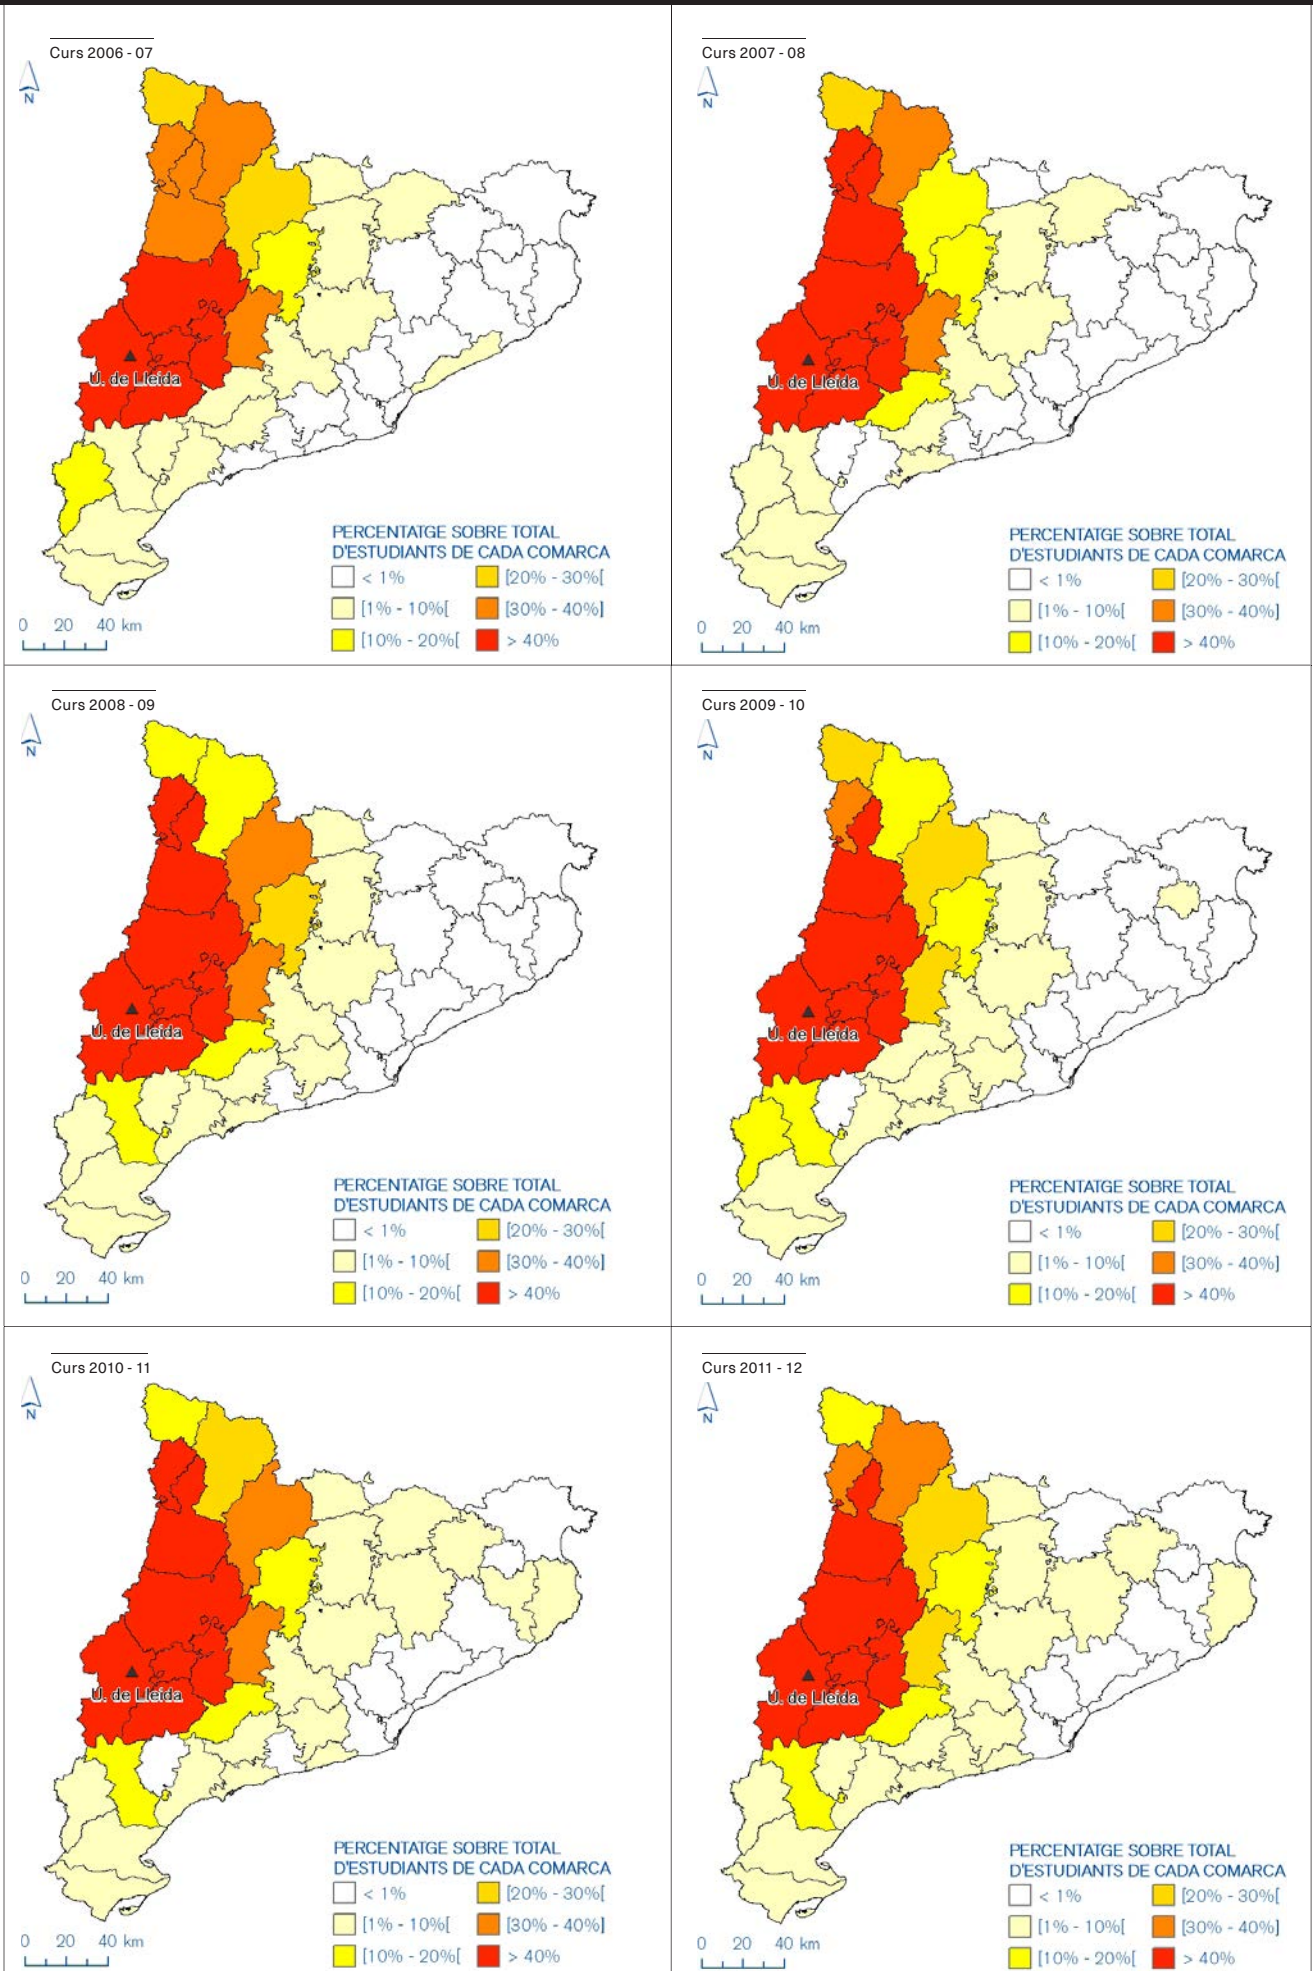 Curs 2006 - 07
N
U. de Lleida
PERCENTATGE SOBRE TOTAL
D'ESTUDIANTS DE CADA COMARCA
< 1% [20% - 30%[
[1% - 10%[ [30% - 40%]
[10% - 20%[ > 40%
0 20 40 km
Curs 2007 - 08
N
U. de Lleida
PERCENTATGE SOBRE TOTAL
D'ESTUDIANTS DE CADA COMARCA
< 1% [20% - 30%[
[1% - 10%[ [30% - 40%]
[10% - 20%[ > 40%
0 20 40 km
Curs 2008 - 09
N
U. de Lleida
PERCENTATGE SOBRE TOTAL
D'ESTUDIANTS DE CADA COMARCA
< 1% [20% - 30%[
[1% - 10%[ [30% - 40%]
[10% - 20%[ > 40%
0 20 40 km
Curs 2009 - 10
N
U. de Lleida
PERCENTATGE SOBRE TOTAL
D'ESTUDIANTS DE CADA COMARCA
< 1% [20% - 30%[
[1% - 10%[ [30% - 40%]
[10% - 20%[ > 40%
0 20 40 km
Curs 2010 - 11
N
U. de Lleida
PERCENTATGE SOBRE TOTAL
D'ESTUDIANTS DE CADA COMARCA
< 1% [20% - 30%[
[1% - 10%[ [30% - 40%]
[10% - 20%[ > 40%
0 20 40 km
Curs 2011 - 12
N
U. de Lleida
PERCENTATGE SOBRE TOTAL
D'ESTUDIANTS DE CADA COMARCA
< 1% [20% - 30%[
[1% - 10%[ [30% - 40%]
[10% - 20%[ > 40%
0 20 40 km